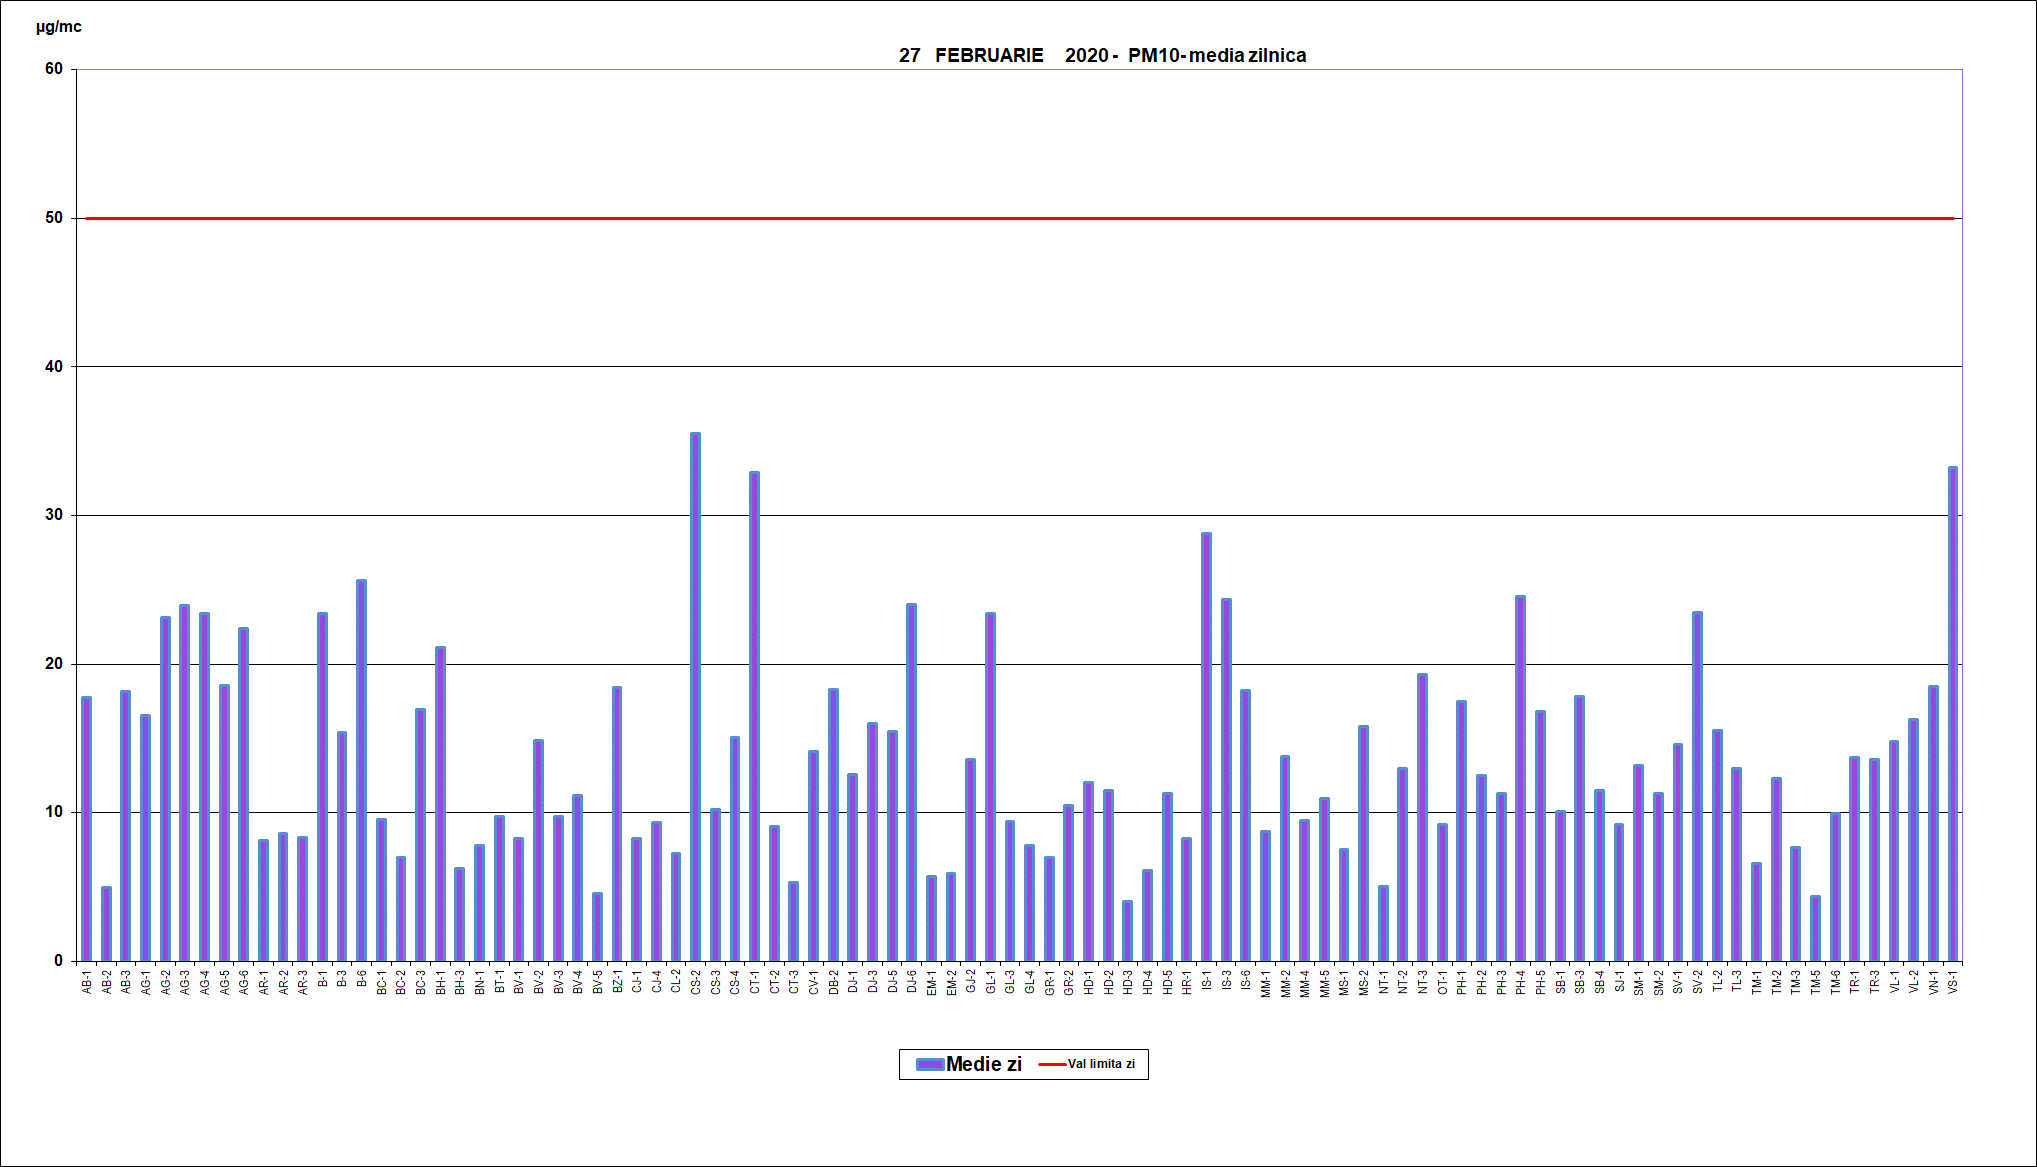 µg/mc
27 FEBRUARIE 2020 - PM10- media zilnica
60
50
40
30
20
10
0
AB-1 AB-2 AB-3 AG-1 AG-2 AG-3 AG-4 AG-5 AG-6 AR-1 AR-2 AR-3 B-1 B-3 B-6 BC-1 BC-2 BC-3 BH-1 BH-3 BN-1 BT-1 BV-1 BV-2 BV-3 BV-4 BV-5 BZ-1 CJ-1 CJ-4 CL-2 CS-2 CS-3 CS-4 CT-1 CT-2 CT-3 CV-1 DB-2 DJ-1 DJ-3 DJ-5 DJ-6 EM-1 EM-2 GJ-2 GL-1 GL-3 GL-4 GR-1 GR-2 HD-1 HD-2 HD-3 HD-4 HD-5 HR-1 IS-1 IS-3 IS-6 MM-1 MM-2 MM-4 MM-5 MS-1 MS-2 NT-1 NT-2 NT-3 OT-1 PH-1 PH-2 PH-3 PH-4 PH-5 SB-1 SB-3 SB-4 SJ-1 SM-1 SM-2 SV-1 SV-2 TL-2 TL-3 TM-1 TM-2 TM-3 TM-5 TM-6 TR-1 TR-3 VL-1 VL-2 VN-1 VS-1
Medie zi Val limita zi